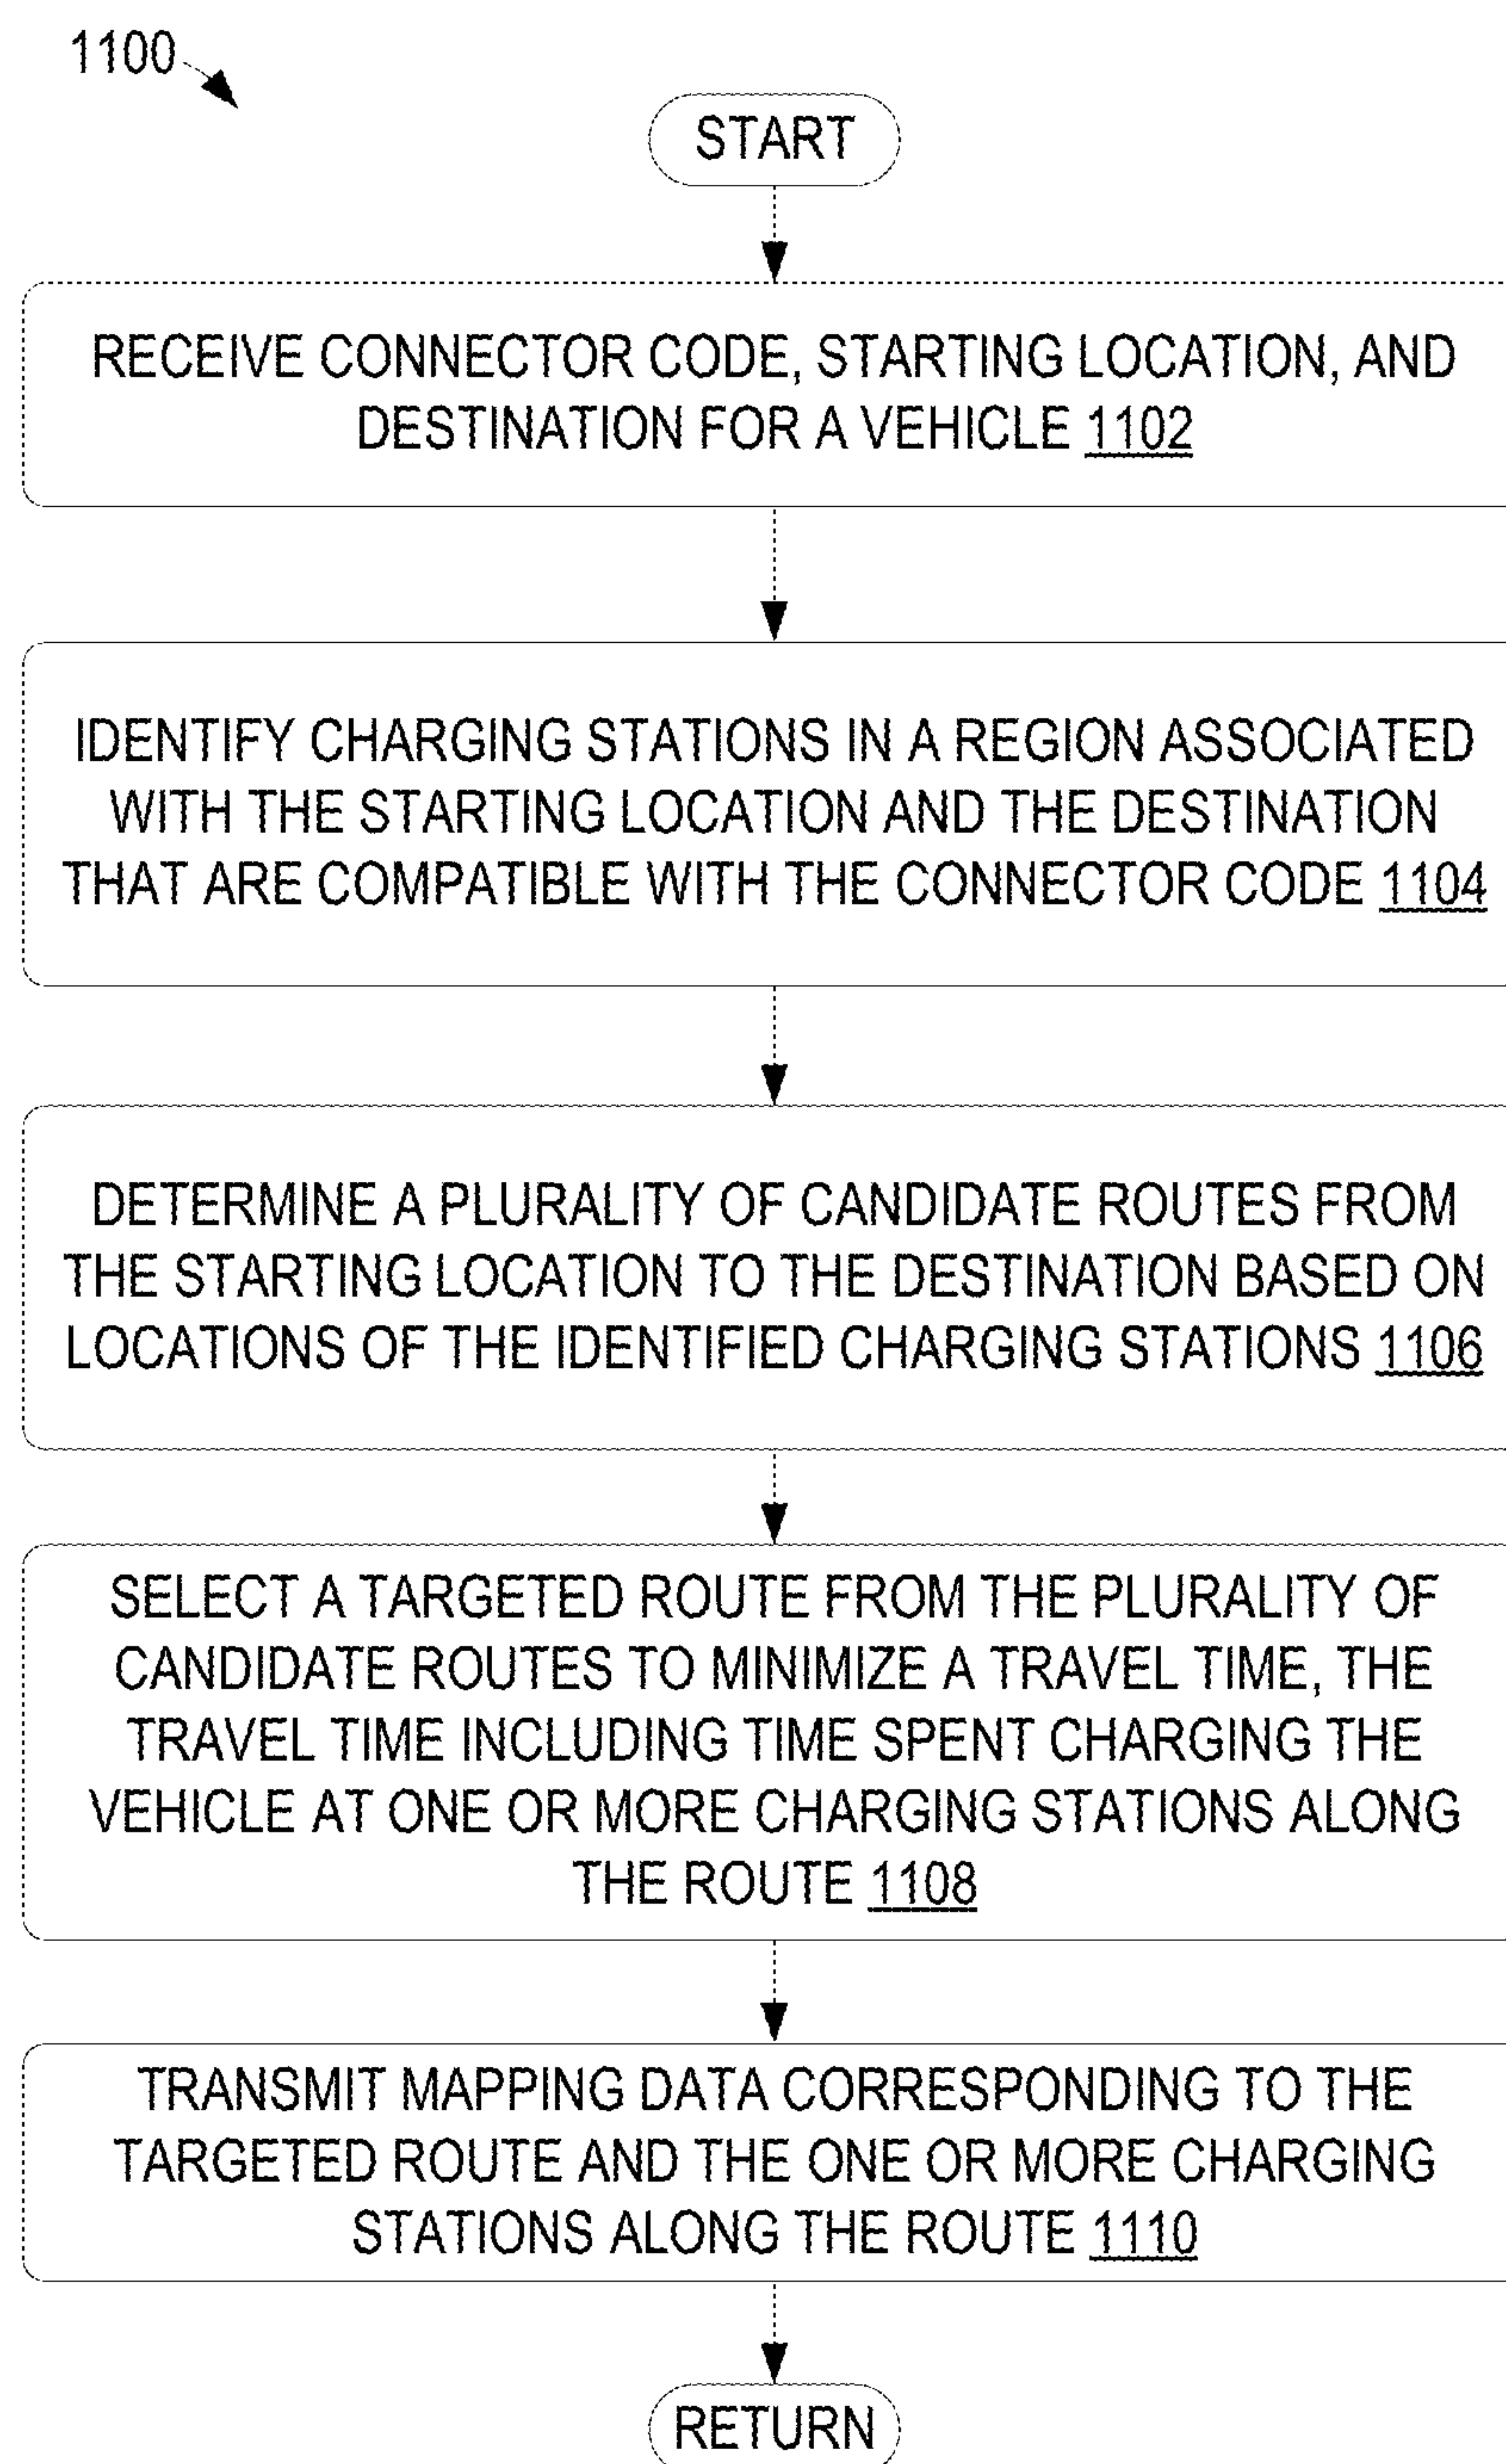 1100
START
RECEIVE CONNECTOR CODE, STARTING LOCATION, AND
DESTINATION FOR A VEHICLE 1102
IDENTIFY CHARGING STATIONS IN A REGION ASSOCIATED
WITH THE STARTING LOCATION AND THE DESTINATION
THAT ARE COMPATIBLE WITH THE CONNECTOR CODE 1104
DETERMINE A PLURALITY OF CANDIDATE ROUTES FROM
THE STARTING LOCATION TO THE DESTINATION BASED ON
LOCATIONS OF THE IDENTIFIED CHARGING STATIONS 1106
SELECT A TARGETED ROUTE FROM THE PLURALITY OF
CANDIDATE ROUTES TO MINIMIZE A TRAVEL TIME, THE
TRAVEL TIME INCLUDING TIME SPENT CHARGING THE
VEHICLE AT ONE OR MORE CHARGING STATIONS ALONG
THE ROUTE 1108
TRANSMIT MAPPING DATA CORRESPONDING TO THE
TARGETED ROUTE AND THE ONE OR MORE CHARGING
STATIONS ALONG THE ROUTE 1110
RETURN